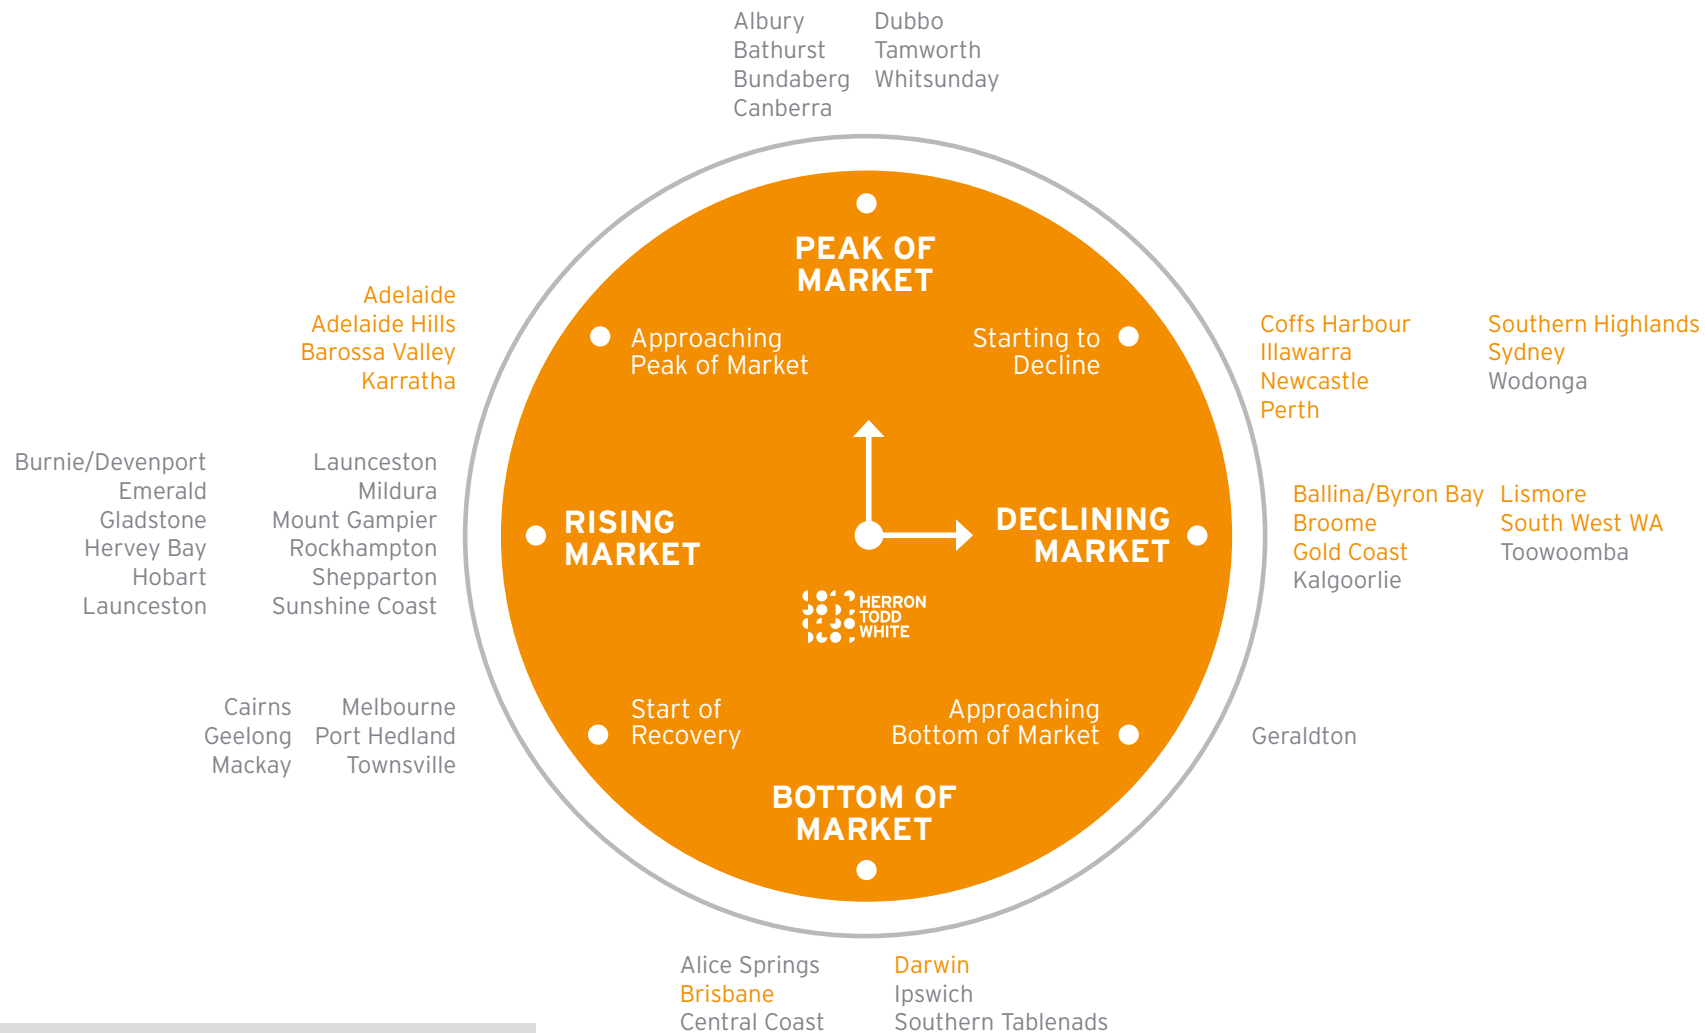 Albury
Bathurst
Bundaberg
Canberra
Dubbo
Tamworth
Whitsunday
PEAK OF
MARKET
Adelaide
Adelaide Hills
Barossa Valley
Karratha
Approaching
Peak of Market
Starting to
Decline
Coffs Harbour
Illawarra
Newcastle
Perth
Southern Highlands
Sydney
Wodonga
Burnie/Devenport
Emerald
Gladstone
Hervey Bay
Hobart
Launceston
Launceston
Mildura
Mount Gampier
Rockhampton
Shepparton
Sunshine Coast
RISING
MARKET
DECLINING
MARKET
Ballina/Byron Bay
Broome
Gold Coast
Kalgoorlie
Lismore
South West WA
Toowoomba
HERRON
TODD
WHITE
Cairns
Geelong
Mackay
Melbourne
Port Hedland
Townsville
Start of
Recovery
Approaching
Bottom of Market
Geraldton
BOTTOM OF
MARKET
Alice Springs
Brisbane
Central Coast
Darwin
Ipswich
Southern Tablenads